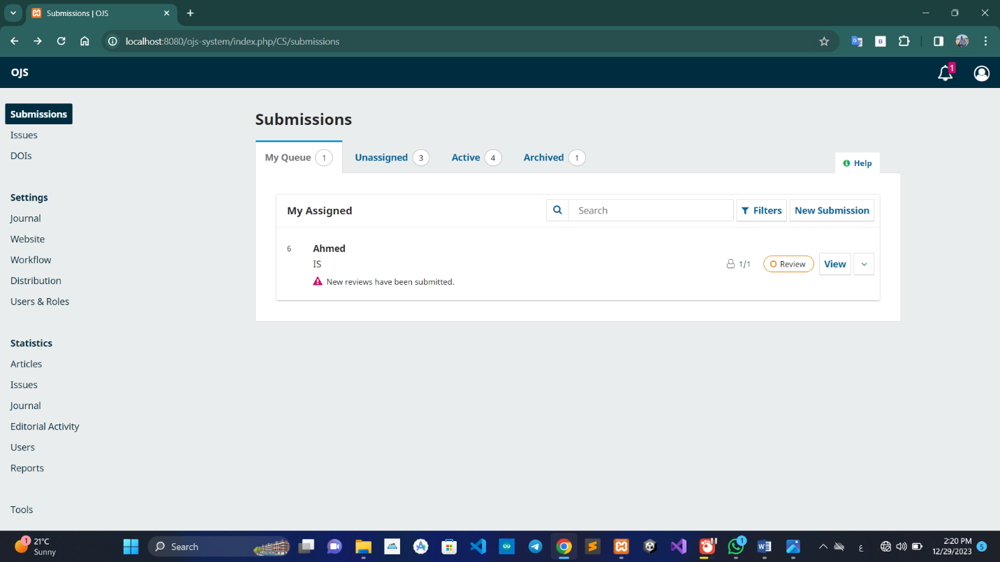 Submissions | OJS
localhost:8080/ojs-system/index.php/CS/submissions
OJS
1
Submissions
Issues
DOIs
Settings
Journal
Website
Workflow
Distribution
Users & Roles
Statistics
Articles
Issues
Journal
Editorial Activity
Users
Reports
Tools
Submissions
My Queue 1
Unassigned 3
Active 4
Archived 1
Help
My Assigned
Search
Filters
New Submission
6
Ahmed
IS
New reviews have been submitted.
1/1
Review
View
1
21°C
Sunny
Search
1
ع
2:20 PM
12/29/2023
5